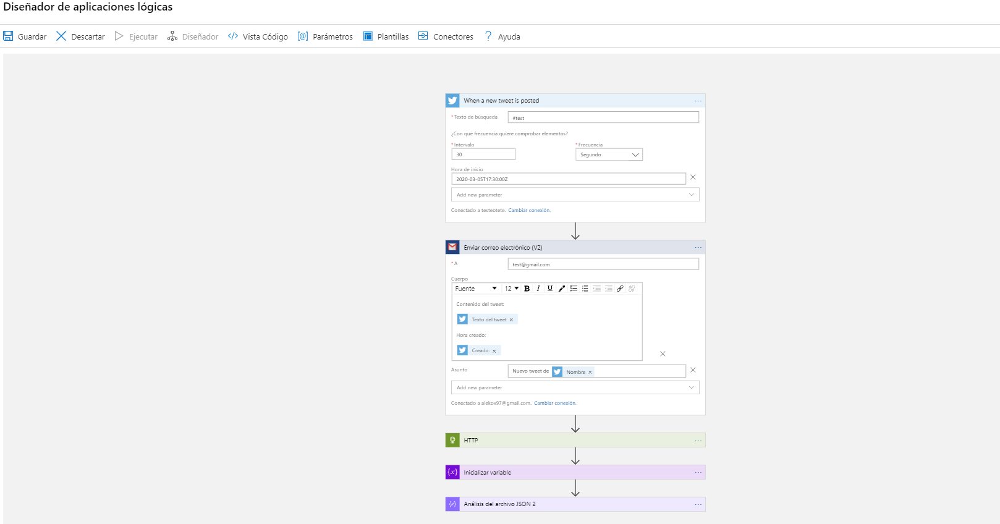 Diseñador de aplicaciones lógicas
Guardar Descartar Ejecutar Diseñador </> Vista Código [@] Parámetros Plantillas Conectores ? Ayuda
When a new tweet is posted ...
* Texto de búsqueda #test
¿Con qué frecuencia quiere comprobar elementos?
* Intervalo * Frecuencia
30 Segundo
Hora de inicio
2020-03-05T17:30:00Z
Add new parameter
Conectado a testeotete. Cambiar conexión.
Enviar correo electrónico (V2) ...
* A test@gmail.com
Cuerpo
Fuente 12 B I U
Contenido del tweet:
Texto del tweet ×
Hora creado:
Creado: ×
Asunto Nuevo tweet de Nombre ×
Add new parameter
Conectado a alekox97@gmail.com. Cambiar conexión.
HTTP ...
{x} Inicializar variable ...
Análisis del archivo JSON 2 ...